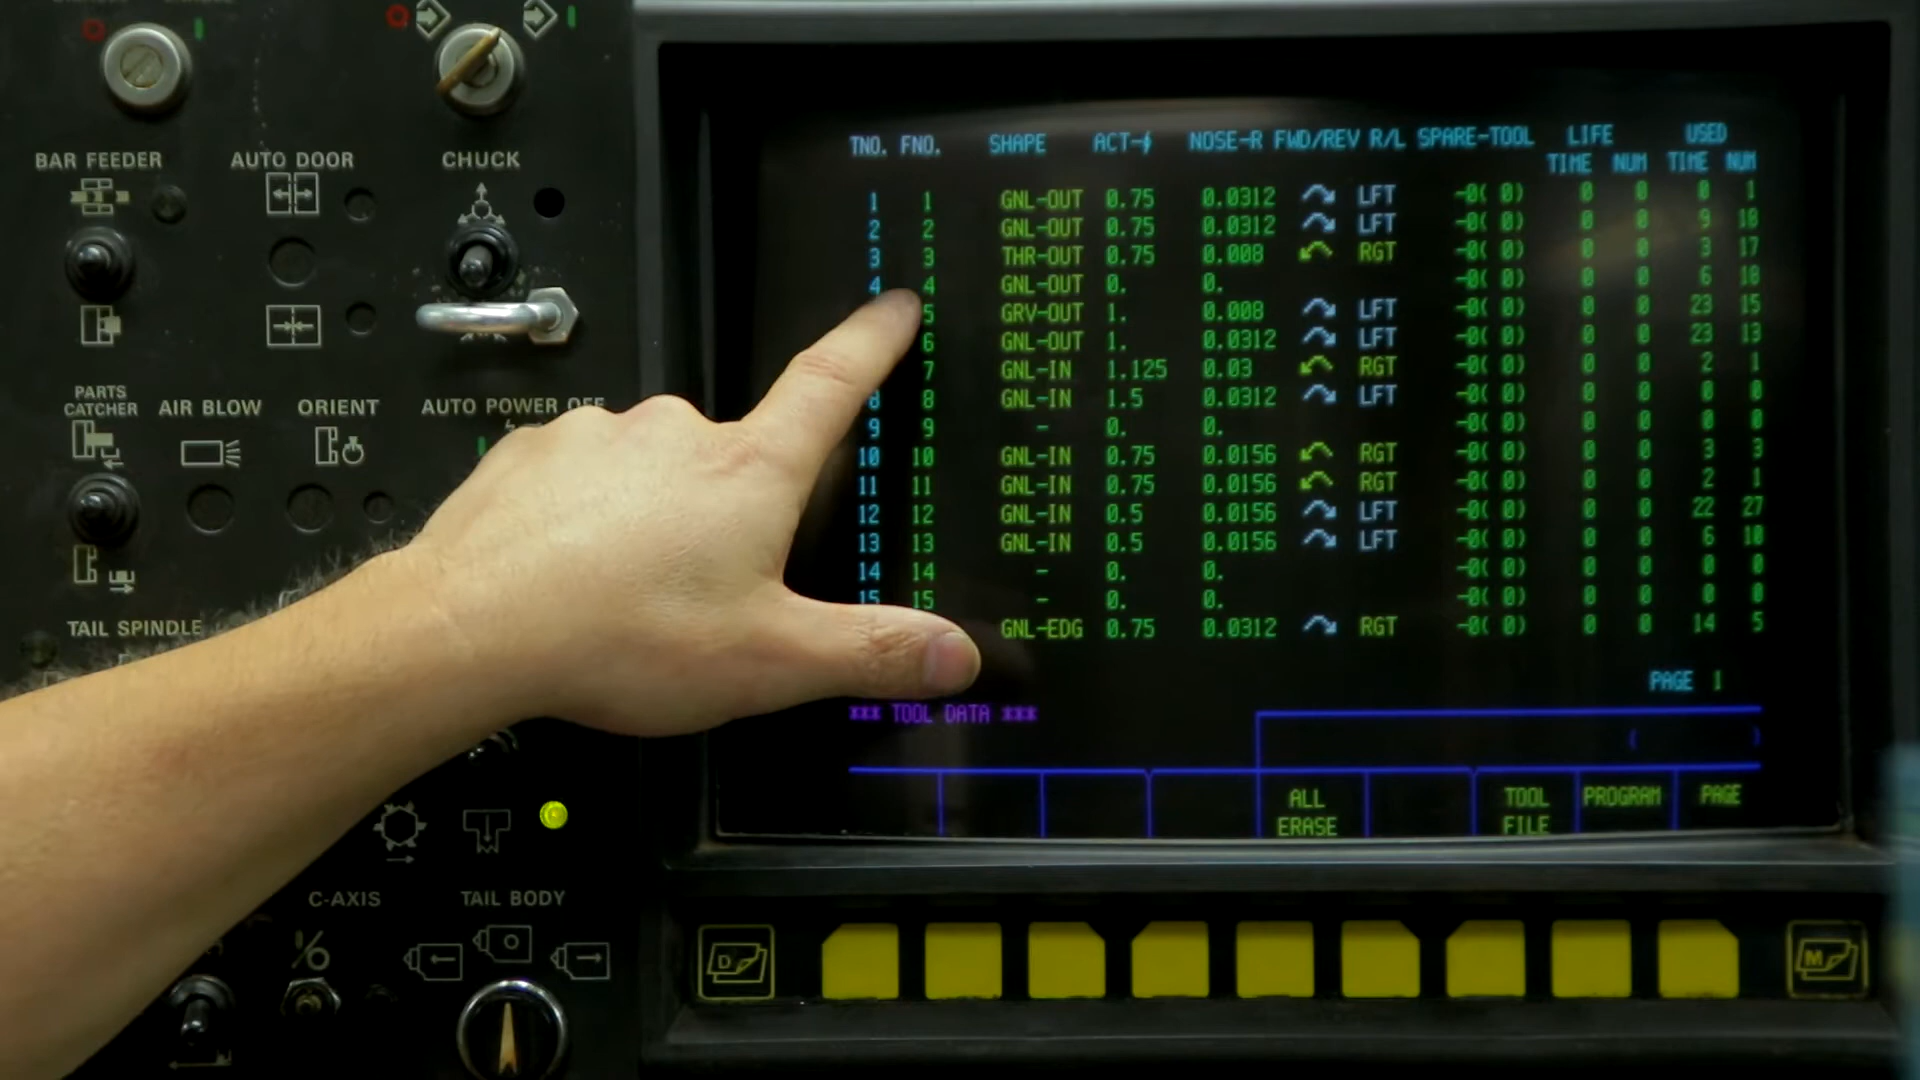 BAR FEEDER
AUTO DOOR
CHUCK
PARTS
CATCHER
AIR BLOW
ORIENT
AUTO POWER OFF
TAIL SPINDLE
C-AXIS
TAIL BODY
TNO. FNO. SHAPE ACT-ϕ NOSE-R FWD/REV R/L SPARE-TOOL LIFE USED
TIME NUM TIME NUM
1 1 GNL-OUT 0.75 0.0312 LFT -0( 0) 0 0 0 1
2 2 GNL-OUT 0.75 0.0312 LFT -0( 0) 0 0 9 18
3 3 THR-OUT 0.75 0.008 RGT -0( 0) 0 0 3 17
4 4 GNL-OUT 0. 0. -0( 0) 0 0 6 18
5 GRV-OUT 1. 0.008 LFT -0( 0) 0 0 23 15
6 GNL-OUT 1. 0.0312 LFT -0( 0) 0 0 23 13
7 GNL-IN 1.125 0.03 RGT -0( 0) 0 0 2 1
8 8 GNL-IN 1.5 0.0312 LFT -0( 0) 0 0 0 0
9 9 - 0. 0. -0( 0) 0 0 0 0
10 10 GNL-IN 0.75 0.0156 RGT -0( 0) 0 0 3 3
11 11 GNL-IN 0.75 0.0156 RGT -0( 0) 0 0 2 1
12 12 GNL-IN 0.5 0.0156 LFT -0( 0) 0 0 22 27
13 13 GNL-IN 0.5 0.0156 LFT -0( 0) 0 0 6 10
14 14 - 0. 0. -0( 0) 0 0 0 0
15 15 - 0. 0. -0( 0) 0 0 0 0
GNL-EDG 0.75 0.0312 RGT -0( 0) 0 0 14 5
PAGE 1
*** TOOL DATA ***
( )
ALL
ERASE
TOOL
FILE
PROGRAM
PAGE
D
M